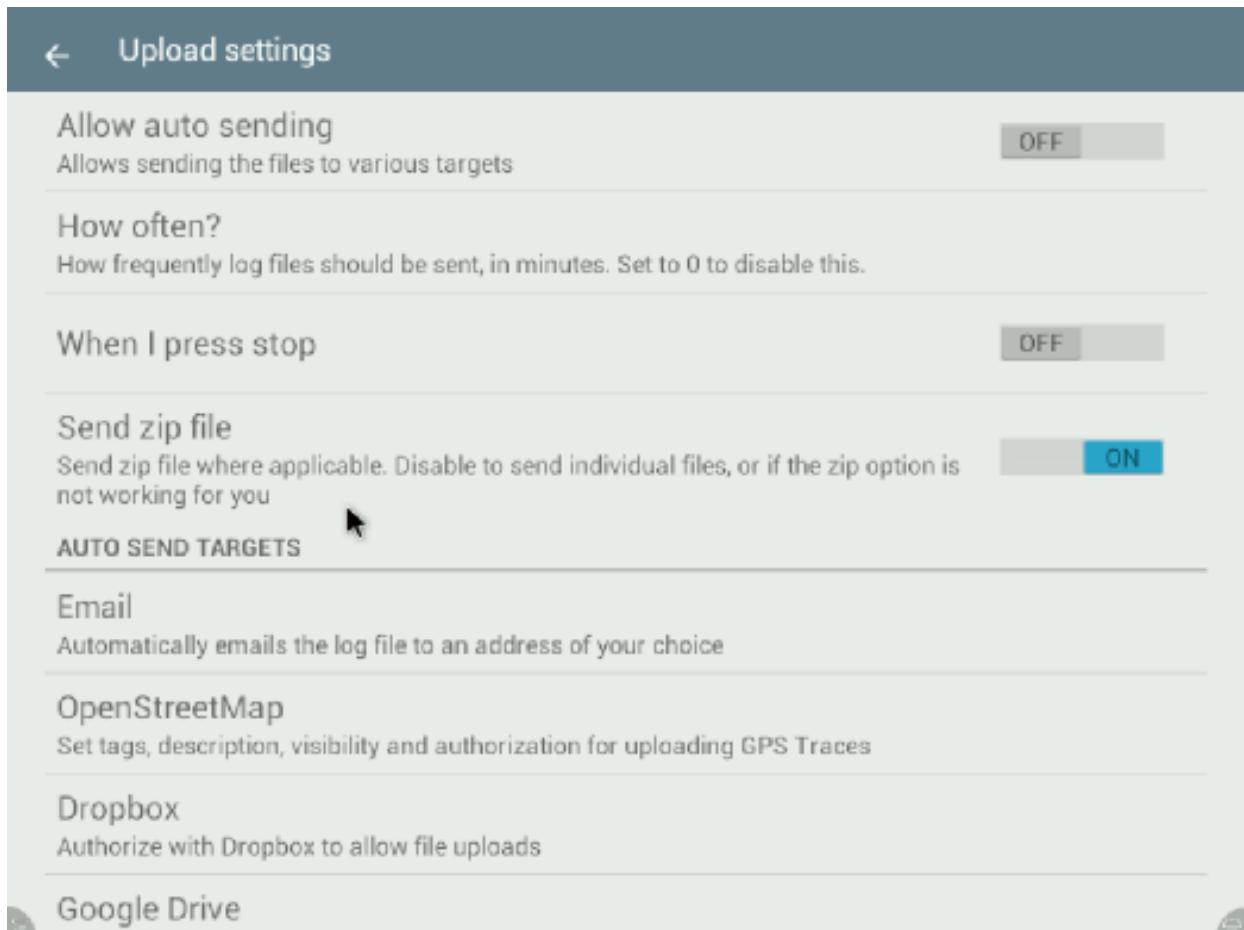 Upload settings
Allow auto sending
OFF
Allows sending the files to various targets
How often?
How frequently log files should be sent, in minutes. Set to 0 to disable this.
When I press stop
OFF
Send zip file
Send zip file where applicable. Disable to send individual files, or if the zip option is
ON
not working for you
AUTO SEND TARGETS
Email
Automatically emails the log file to an address of your choice
OpenStreetMap
Set tags, description, visibility and authorization for uploading GPS Traces
Dropbox
Authorize with Dropbox to allow file uploads
Google Drive